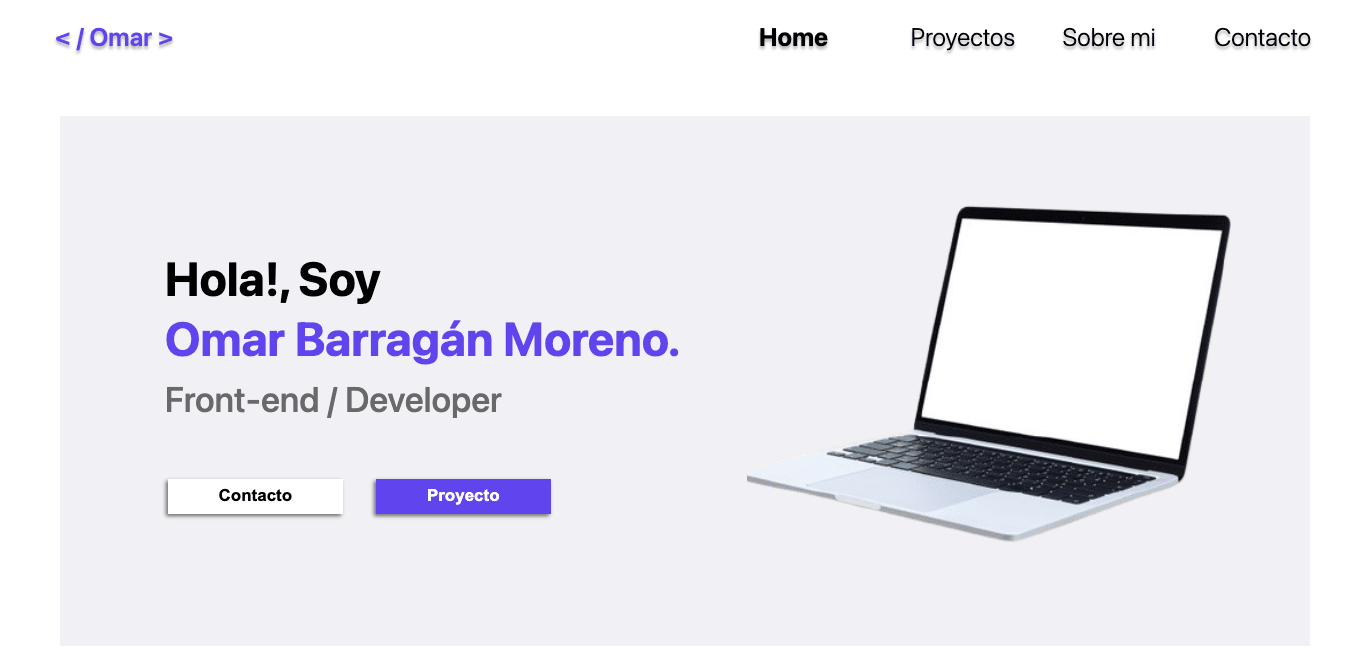 < / Omar >
Home Proyectos Sobre mi Contacto
Hola!, Soy
Omar Barragán Moreno.
Front-end / Developer
Contacto Proyecto